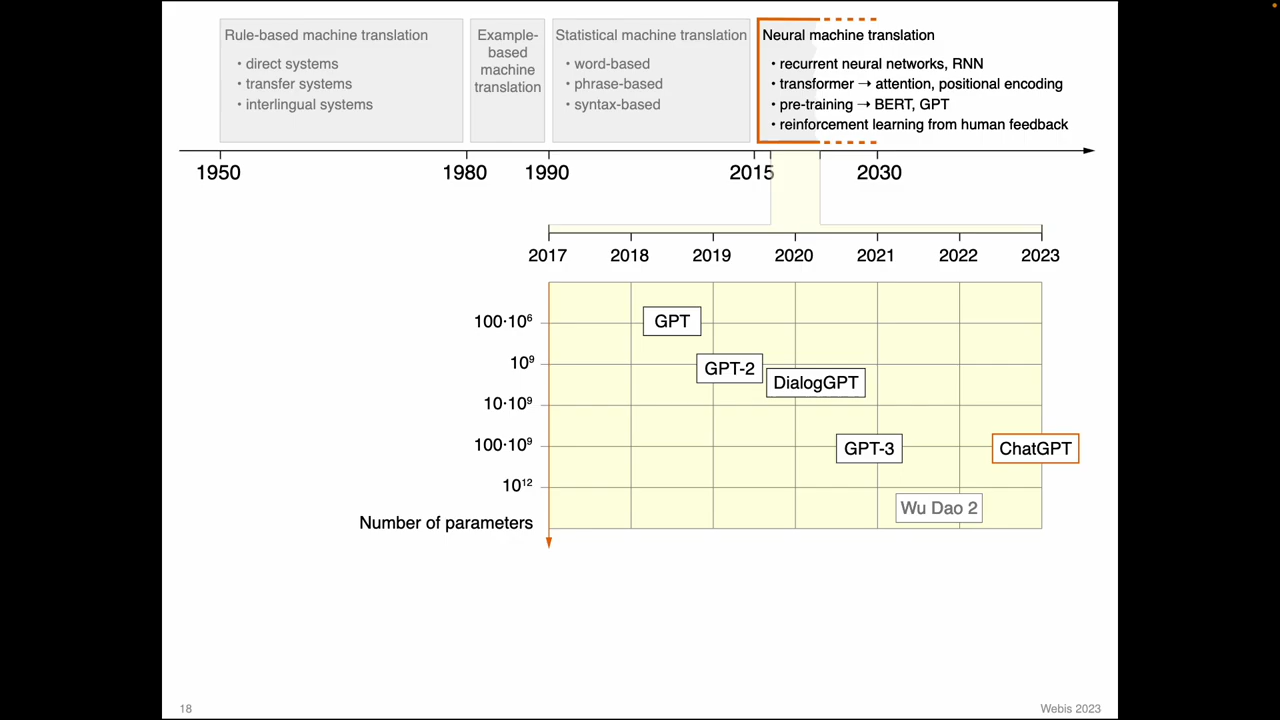 Rule-based machine translation
• direct systems
• transfer systems
• interlingual systems
Example-
based
machine
translation
Statistical machine translation
• word-based
• phrase-based
• syntax-based
Neural machine translation
• recurrent neural networks, RNN
• transformer → attention, positional encoding
• pre-training → BERT, GPT
• reinforcement learning from human feedback
1950 1980 1990 2015 2030
2017 2018 2019 2020 2021 2022 2023
100·10⁶
GPT
10⁹
GPT-2
DialogGPT
10·10⁹
100·10⁹
GPT-3
ChatGPT
10¹²
Wu Dao 2
Number of parameters
18
Webis 2023